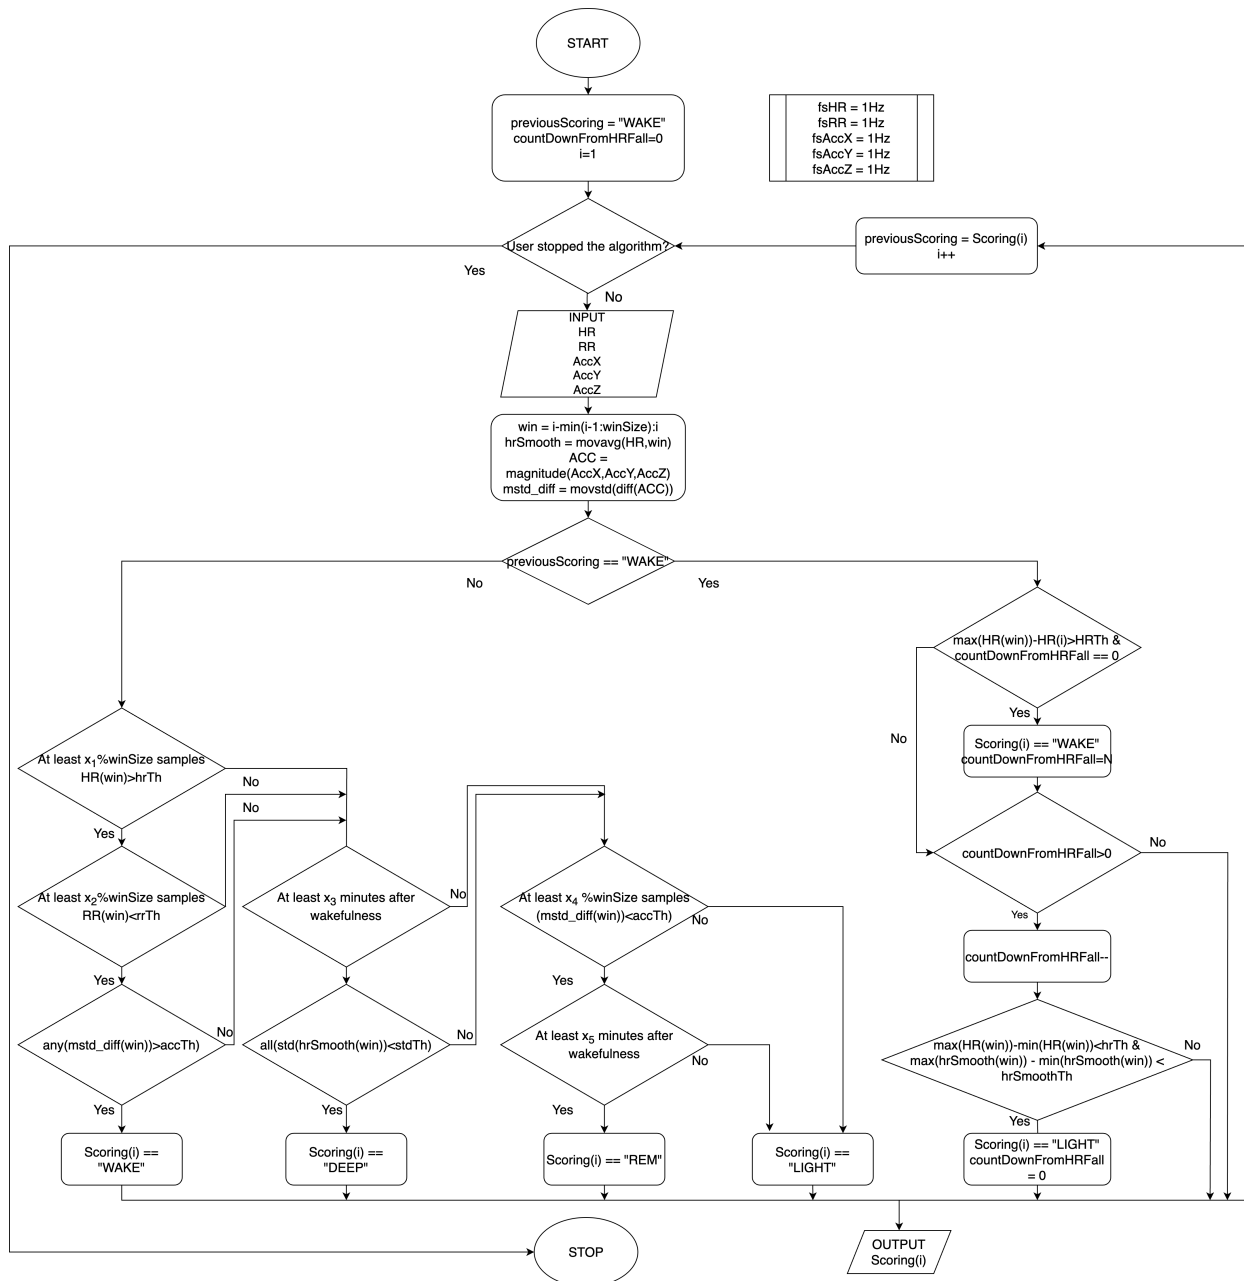 START
previousScoring = "WAKE"
countDownFromHRFall=0
i=1
fsHR = 1Hz
fsRR = 1Hz
fsAccX = 1Hz
fsAccY = 1Hz
fsAccZ = 1Hz
User stopped the algorithm?
previousScoring = Scoring(i)
i++
Yes
No
INPUT
HR
RR
AccX
AccY
AccZ
win = i-min(i-1:winSize):i
hrSmooth = movavg(HR,win)
ACC =
magnitude(AccX,AccY,AccZ)
mstd_diff = movstd(diff(ACC))
previousScoring == "WAKE"
No
Yes
max(HR(win))-HR(i)>HRTh &
countDownFromHRFall == 0
Yes
No
Scoring(i) == "WAKE"
countDownFromHRFall=N
countDownFromHRFall>0
No
Yes
countDownFromHRFall--
max(HR(win))-min(HR(win))<hrTh &
max(hrSmooth(win)) - min(hrSmooth(win)) <
hrSmoothTh
No
Yes
Scoring(i) == "LIGHT"
countDownFromHRFall
= 0
At least x₁%winSize samples
HR(win)>hrTh
No
Yes
At least x₂%winSize samples
RR(win)<rrTh
No
Yes
any(mstd_diff(win))>accTh)
No
Yes
Scoring(i) ==
"WAKE"
At least x₃ minutes after
wakefulness
No
Yes
all(std(hrSmooth(win))<stdTh)
No
Yes
Scoring(i) ==
"DEEP"
At least x₄ %winSize samples
(mstd_diff(win))<accTh)
No
Yes
At least x₅ minutes after
wakefulness
No
Yes
Scoring(i) == "REM"
Scoring(i) ==
"LIGHT"
STOP
OUTPUT
Scoring(i)